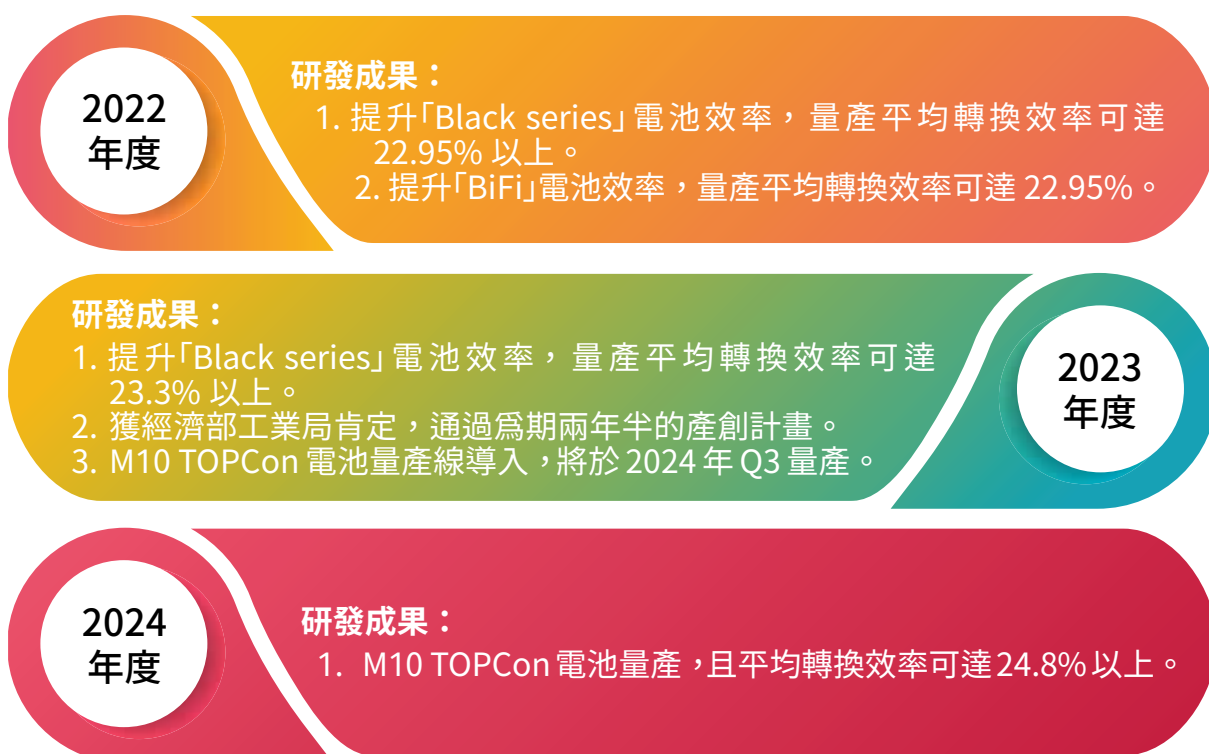 2022
年度
研發成果：
1. 提升「Black series」電池效率，量產平均轉換效率可達
22.95% 以上。
2. 提升「BiFi」電池效率，量產平均轉換效率可達 22.95%。
研發成果：
1. 提升「Black series」電池效率，量產平均轉換效率可達
23.3% 以上。
2. 獲經濟部工業局肯定，通過為期兩年半的產創計畫。
3. M10 TOPCon 電池量產線導入，將於 2024 年 Q3 量產。
2023
年度
2024
年度
研發成果：
1. M10 TOPCon 電池量產，且平均轉換效率可達 24.8% 以上。